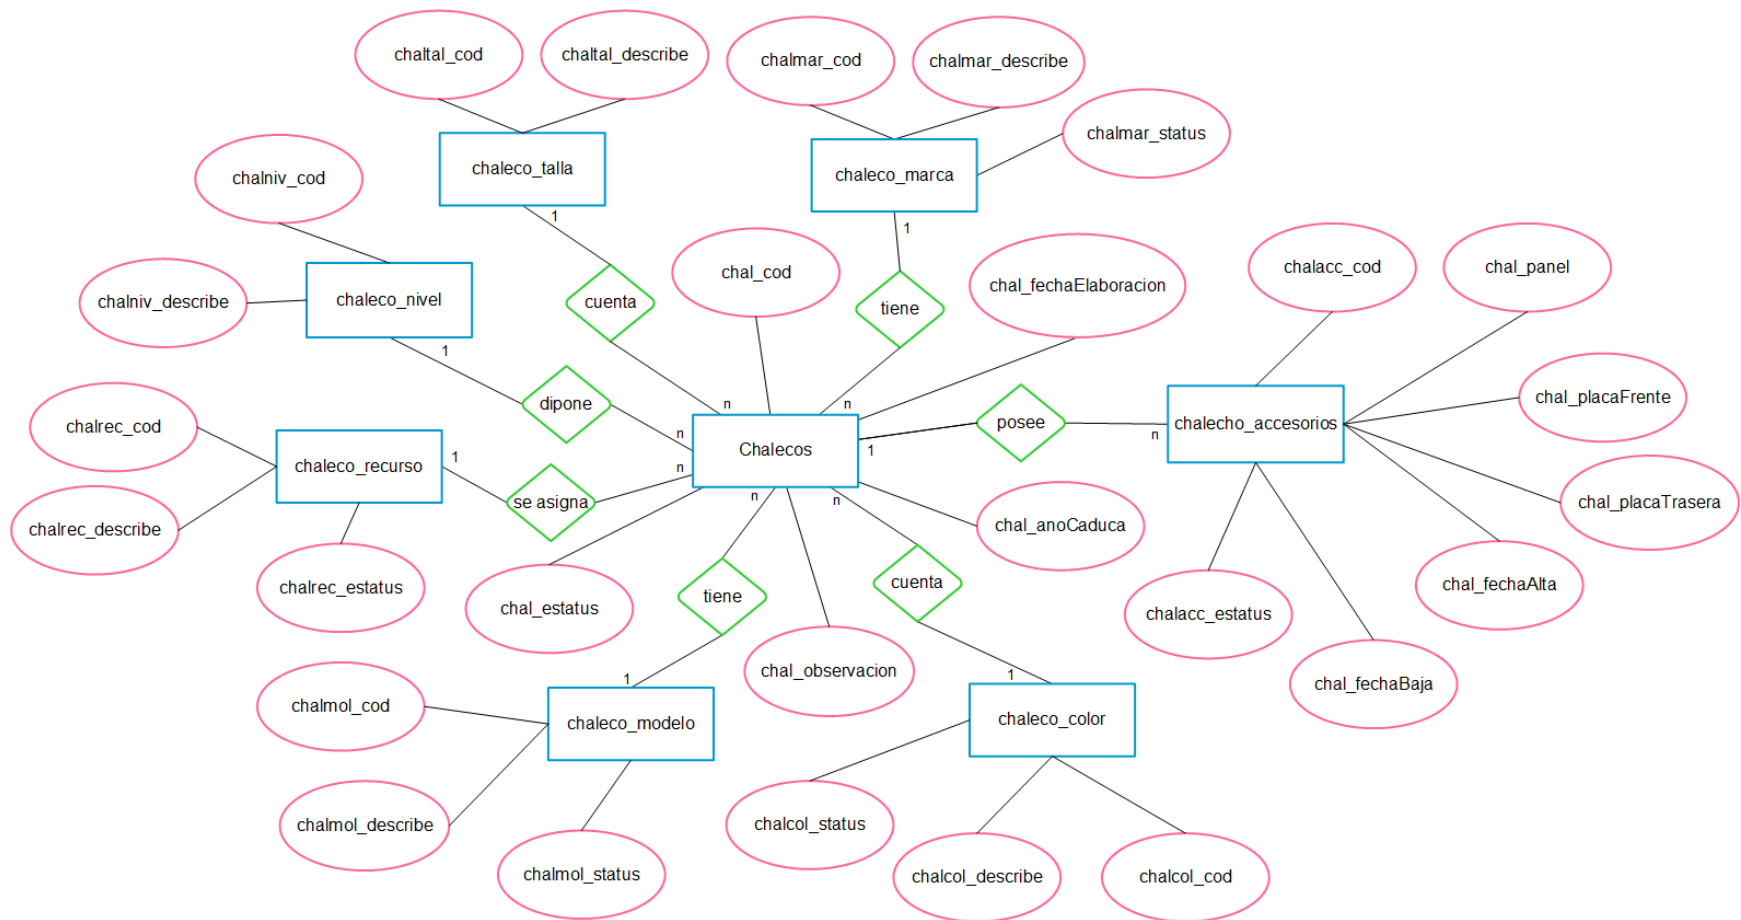 chaltal_cod
chaltal_describe
chalmar_cod
chalmar_describe
chalmar_status
chaleco_talla
chaleco_marca
chalniv_cod
1
1
chal_cod
chal_fechaElaboracion
chalacc_cod
chal_panel
chalniv_describe
chaleco_nivel
cuenta
tiene
1
dipone
n
n
posee
chalecho_accesorios
chal_placaFrente
chalrec_cod
n
Chalecos
1
n
chaleco_recurso
1
n
se asigna
n
n
chal_anoCaduca
chal_placaTrasera
chalrec_describe
chalrec_estatus
chal_estatus
tiene
cuenta
chalacc_estatus
chal_fechaAlta
1
chal_observacion
1
chal_fechaBaja
chalmol_cod
chaleco_modelo
chaleco_color
chalmol_describe
chalcol_status
chalmol_status
chalcol_describe
chalcol_cod